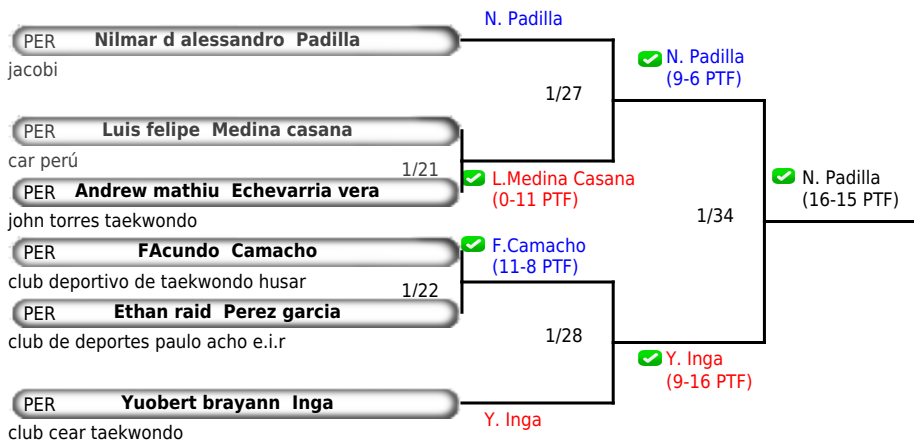 N. Padilla
PER Nilmar d alessandro Padilla
jacobi
N. Padilla
(9-6 PTF)
1/27
PER Luis felipe Medina casana
car perú
1/21
PER Andrew mathiu Echevarria vera
john torres taekwondo
L.Medina Casana
(0-11 PTF)
N. Padilla
(16-15 PTF)
1/34
PER FAcundo Camacho
club deportivo de taekwondo husar
F.Camacho
(11-8 PTF)
1/22
PER Ethan raid Perez garcia
club de deportes paulo acho e.i.r
1/28
Y. Inga
(9-16 PTF)
PER Yuobert brayann Inga
club cear taekwondo
Y. Inga